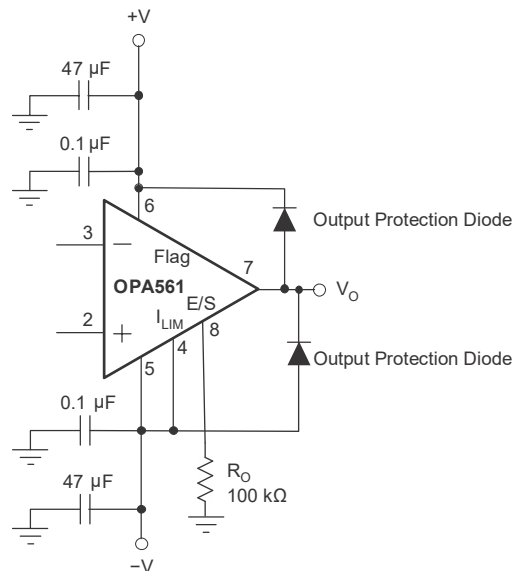 +V
47 µF
0.1 µF
6
Output Protection Diode
3
−
Flag
7
OPA561
V_O
E/S
2
+
I_LIM
8
4
Output Protection Diode
5
0.1 µF
R_O
100 kΩ
47 µF
−V